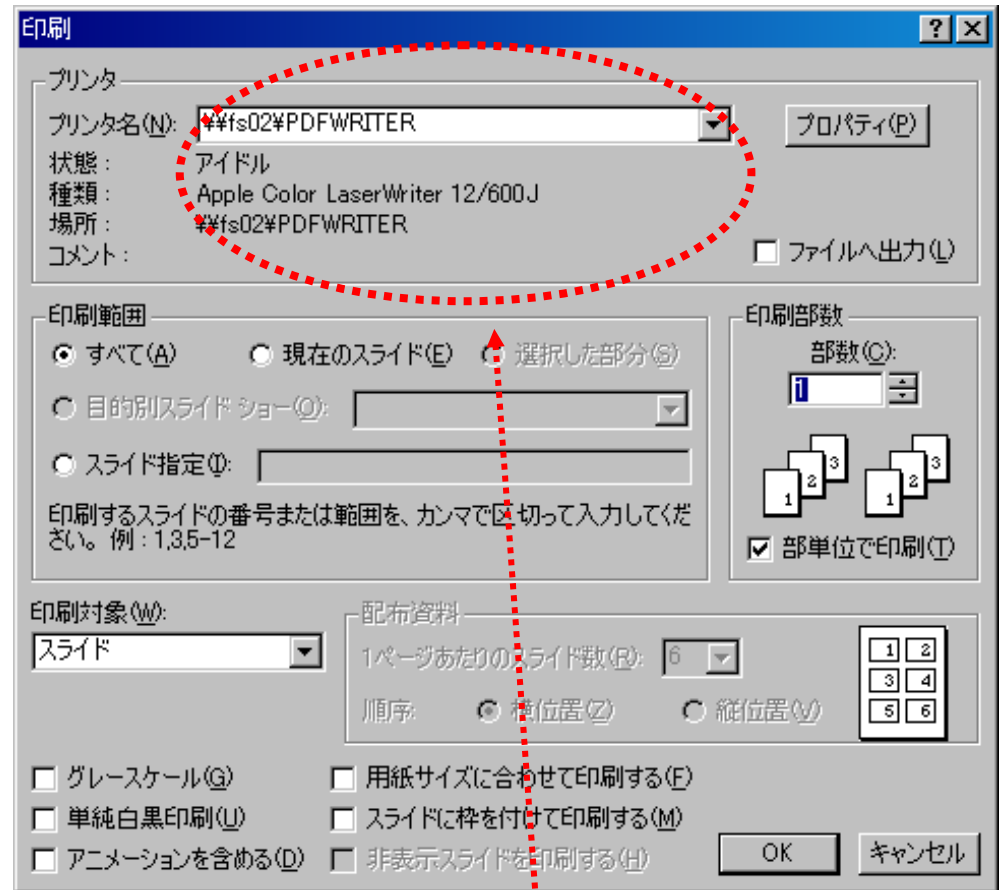 印刷
プリンタ
プリンタ名(N): ¥¥fs02¥PDFWRITER プロパティ(P)
状態: アイドル
種類: Apple Color LaserWriter 12/600J
場所: ¥¥fs02¥PDFWRITER
コメント: ファイルへ出力(L)
印刷範囲
すべて(A) 現在のスライド(E) 選択した部分(S)
目的別スライド ショー(O):
スライド指定(I):
印刷するスライドの番号または範囲を、カンマで区切って入力してくだ
さい。例:1,3,5-12
印刷部数
部数(C):
1
1 2 3 1 2 3
部単位で印刷(T)
印刷対象(W):
スライド
配布資料
1ページあたりのスライド数(R): 6
順序: 横位置(Z) 縦位置(V)
1 2
3 4
5 6
グレースケール(G) 用紙サイズに合わせて印刷する(F)
単純白黒印刷(U) スライドに枠を付けて印刷する(M)
アニメーションを含める(D) 非表示スライドを印刷する(H)
OK キャンセル